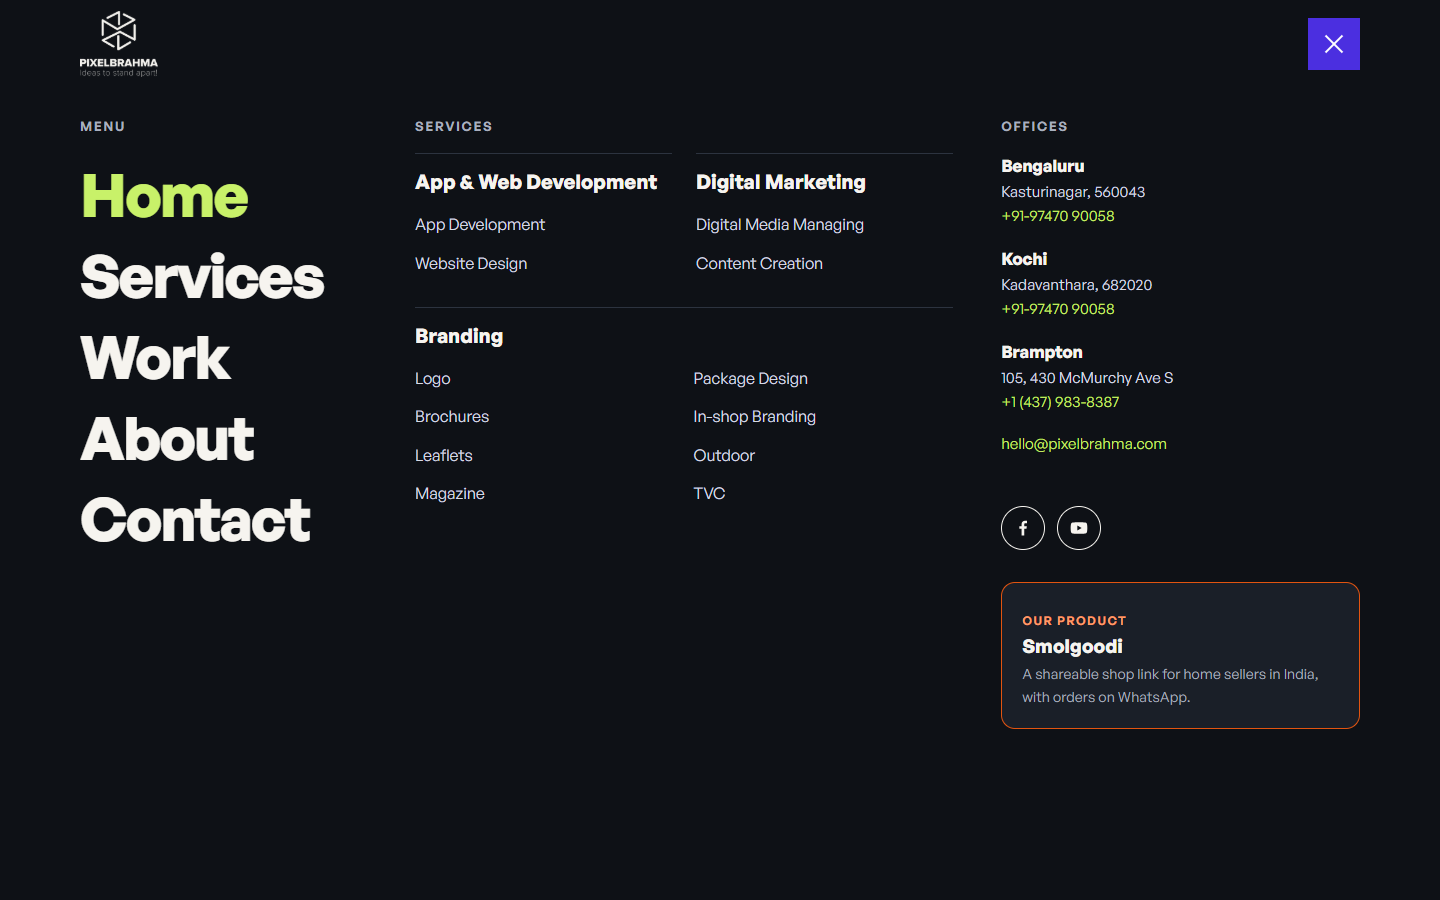 PIXELBRAHMA
Ideas to stand apart!
MENU
Home
Services
Work
About
Contact
SERVICES
App & Web Development
App Development
Website Design
Digital Marketing
Digital Media Managing
Content Creation
Branding
Logo
Brochures
Leaflets
Magazine
Package Design
In-shop Branding
Outdoor
TVC
OFFICES
Bengaluru
Kasturinagar, 560043
+91-97470 90058
Kochi
Kadavanthara, 682020
+91-97470 90058
Brampton
105, 430 McMurchy Ave S
+1 (437) 983-8387
hello@pixelbrahma.com
OUR PRODUCT
Smolgoodi
A shareable shop link for home sellers in India,
with orders on WhatsApp.